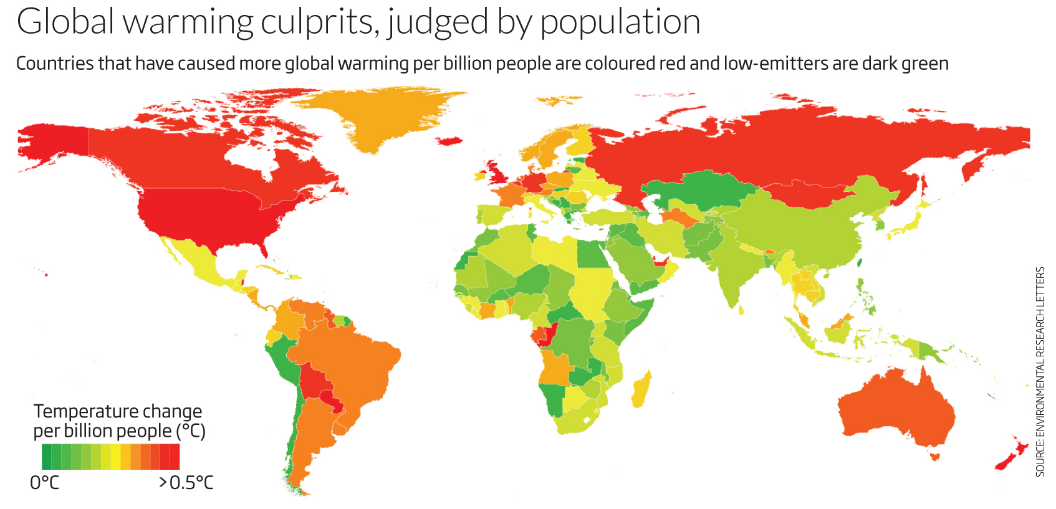 Global warming culprits, judged by population
Countries that have caused more global warming per billion people are coloured red and low-emitters are dark green
Temperature change
per billion people (°C)
0°C
>0.5°C
SOURCE: ENVIRONMENTAL RESEARCH LETTERS